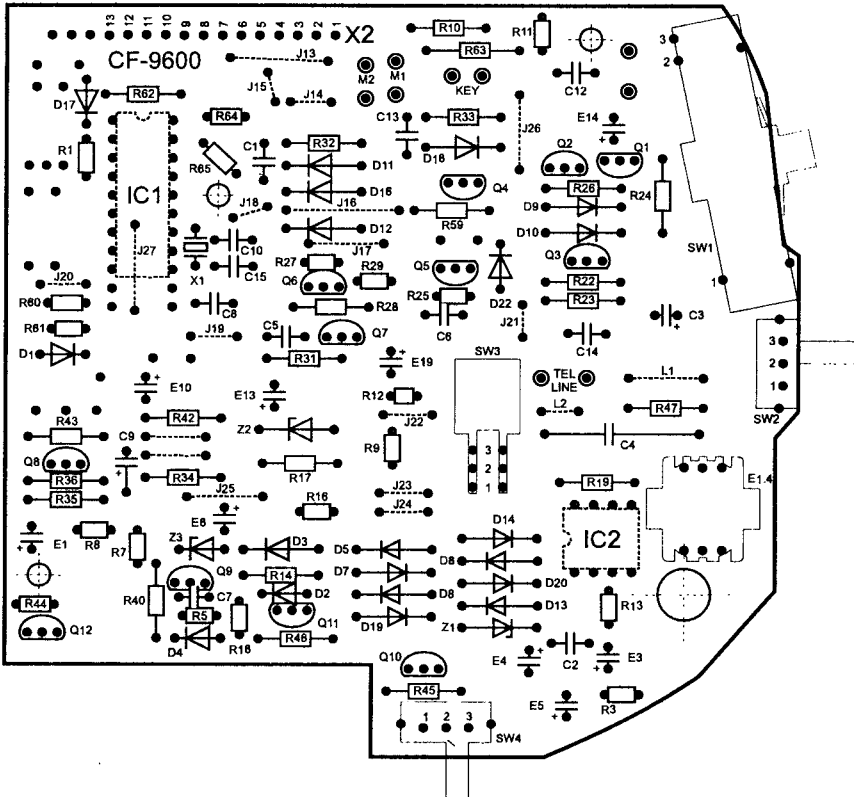 13 12 11 10 9 8 7 6 5 4 3 2 1 X2
CF-9600
R10
R63
R11
J13
J15
J14
M2
M1
KEY
C12
3
2
D17
R62
R64
C13
R33
D18
J26
E14
R1
IC1
R65
C1
R32
D11
D16
Q2
Q1
Q4
R26
R24
J18
J16
R59
D9
D12
D10
SW1
J27
C10
J17
R27
R29
Q5
Q3
X1
C15
Q6
R25
D22
R22
1
J20
R60
C8
R28
C6
J21
R23
C3
R61
J19
C5
Q7
C14
D1
R31
E19
SW3
3
2
1
SW2
E10
E13
R12
TEL
LINE
L1
R43
R42
J22
L2
R47
C9
Z2
R9
3
2
1
C4
Q8
R36
R34
R17
R35
J25
J23
R19
E1.4
E1
R8
R7
E6
R16
J24
D14
IC2
Z3
D3
D5
D8
Q9
R14
D7
D20
R44
R40
C7
D2
D8
D13
R13
Q12
R5
R18
Q11
D19
Z1
D4
R46
Q10
E4
C2
E3
R45
E5
R3
1 2 3
SW4